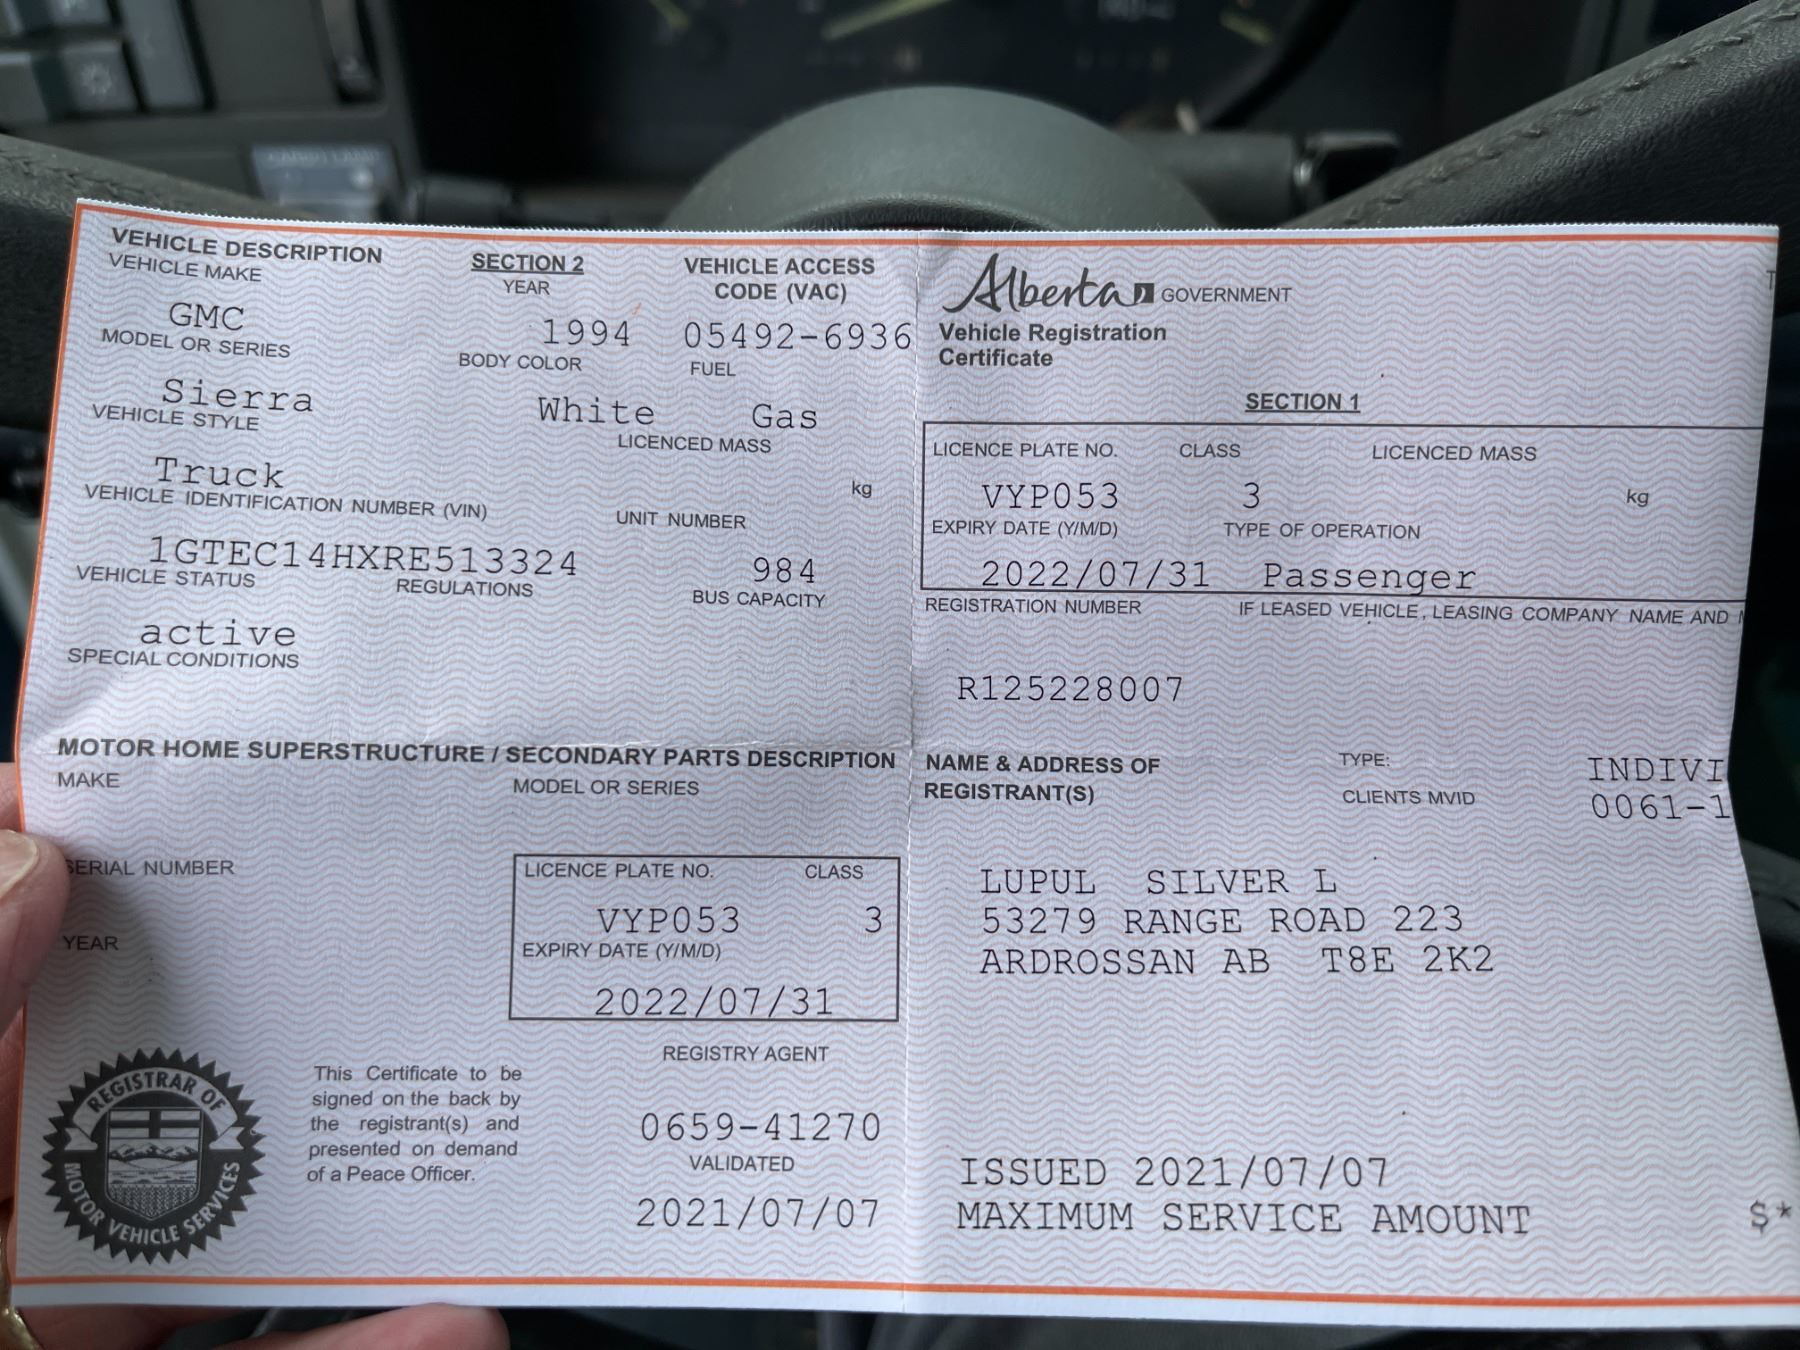 VEHICLE DESCRIPTION
SECTION 2
VEHICLE ACCESS
CODE (VAC)
VEHICLE MAKE
YEAR
GMC
1994
05492-6936
MODEL OR SERIES
BODY COLOR
FUEL
Sierra
White
Gas
VEHICLE STYLE
LICENCED MASS
Truck
kg
VEHICLE IDENTIFICATION NUMBER (VIN)
UNIT NUMBER
1GTEC14HXRE513324
984
VEHICLE STATUS
REGULATIONS
BUS CAPACITY
active
SPECIAL CONDITIONS
MOTOR HOME SUPERSTRUCTURE / SECONDARY PARTS DESCRIPTION
MAKE
MODEL OR SERIES
SERIAL NUMBER
YEAR
LICENCE PLATE NO.
CLASS
VYP053
3
EXPIRY DATE (Y/M/D)
2022/07/31
REGISTRY AGENT
0659-41270
VALIDATED
2021/07/07
REGISTRAR OF
MOTOR VEHICLE SERVICES
This Certificate to be
signed on the back by
the registrant(s) and
presented on demand
of a Peace Officer.
Alberta GOVERNMENT
Vehicle Registration
Certificate
SECTION 1
LICENCE PLATE NO.
CLASS
LICENCED MASS
VYP053
3
kg
EXPIRY DATE (Y/M/D)
TYPE OF OPERATION
2022/07/31
Passenger
REGISTRATION NUMBER
IF LEASED VEHICLE, LEASING COMPANY NAME AND
R125228007
NAME & ADDRESS OF
REGISTRANT(S)
TYPE:
INDIVI
CLIENTS MVID
0061-1
LUPUL SILVER L
53279 RANGE ROAD 223
ARDROSSAN AB T8E 2K2
ISSUED 2021/07/07
MAXIMUM SERVICE AMOUNT
$*